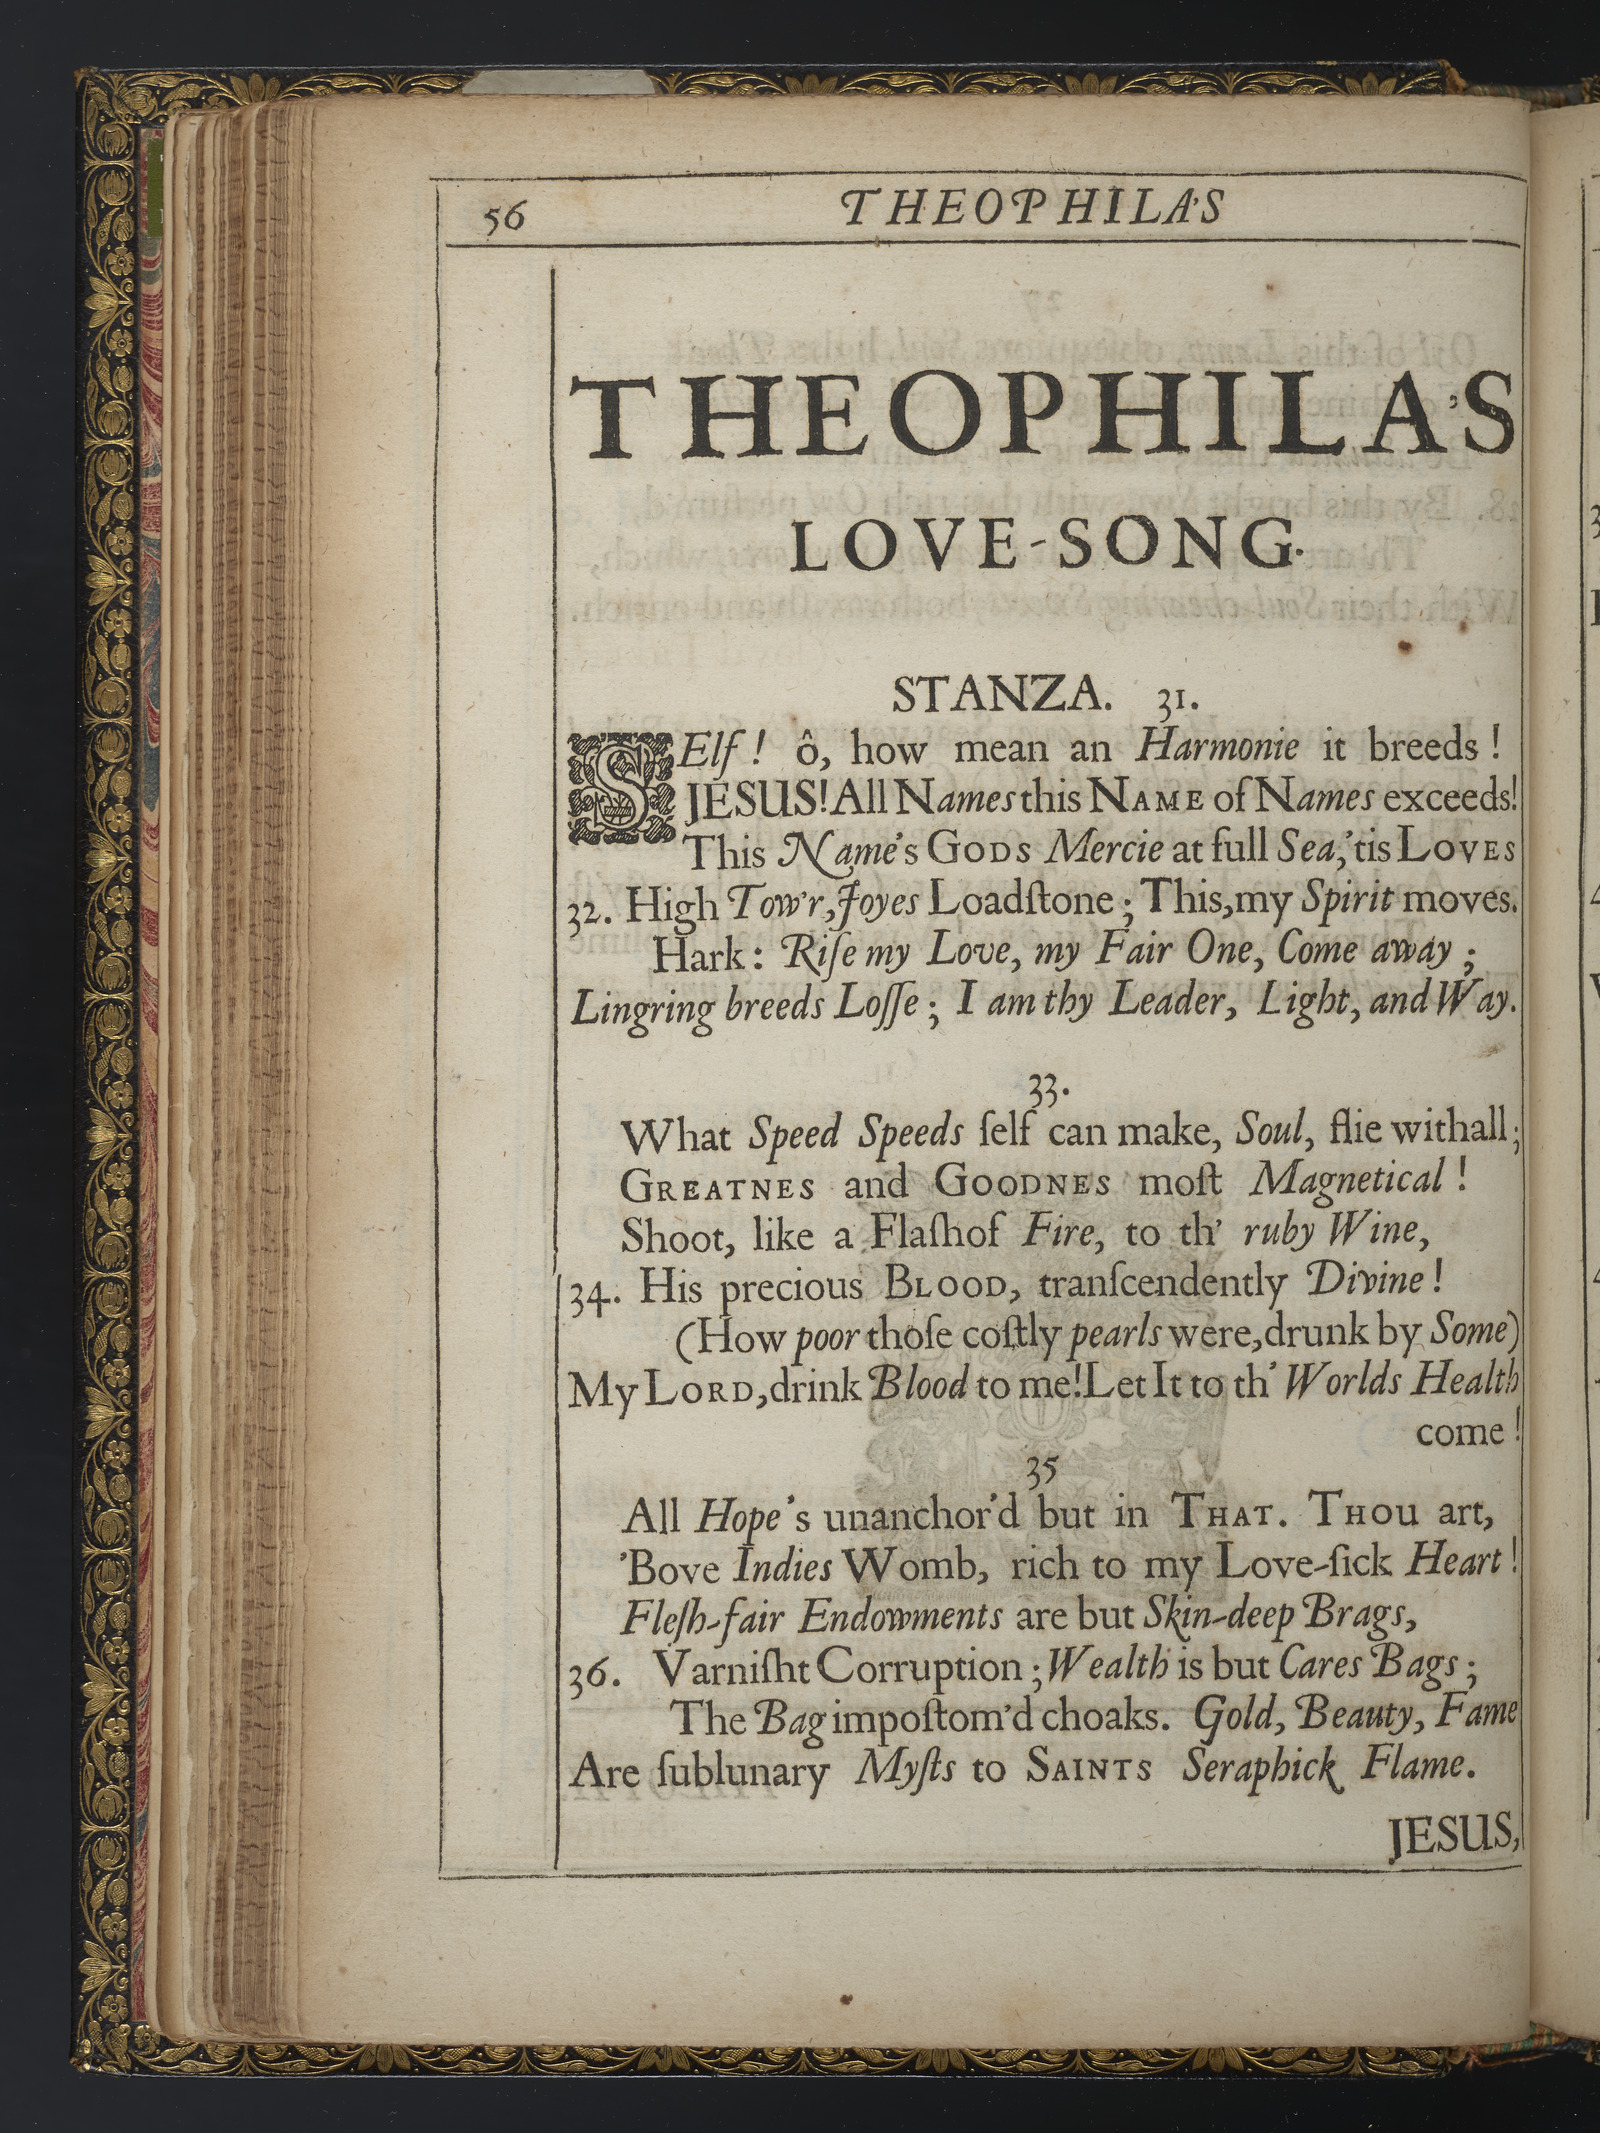 56 THEOPHILA'S
THEOPHILA'S
LOVE-SONG.
STANZA. 31.
SElf! ô, how mean an Harmonie it breeds!
JESUS! All Names this NAME of Names exceeds!
This Name's GODS Mercie at full Sea, 'tis LOVES
32. High Tow'r, Joyes Loadſtone; This, my Spirit moves.
Hark: Riſe my Love, my Fair One, Come away;
Lingring breeds Loſſe; I am thy Leader, Light, and Way.
33.
What Speed Speeds ſelf can make, Soul, flie withall;
GREATNES and GOODNES moſt Magnetical!
Shoot, like a Flaſhof Fire, to th' ruby Wine,
34. His precious BLOOD, tranſcendently Divine!
(How poor thoſe coſtly pearls were, drunk by Some)
My LORD, drink Blood to me! Let It to th' Worlds Health
come!
35
All Hope's unanchor'd but in THAT. THOU art,
'Bove Indies Womb, rich to my Love-ſick Heart!
Fleſh-fair Endowments are but Skin-deep Brags,
36. Varniſht Corruption; Wealth is but Cares Bags;
The Bag impoſtom'd choaks. Gold, Beauty, Fame
Are ſublunary Myſts to SAINTS Seraphick Flame.
JESUS,